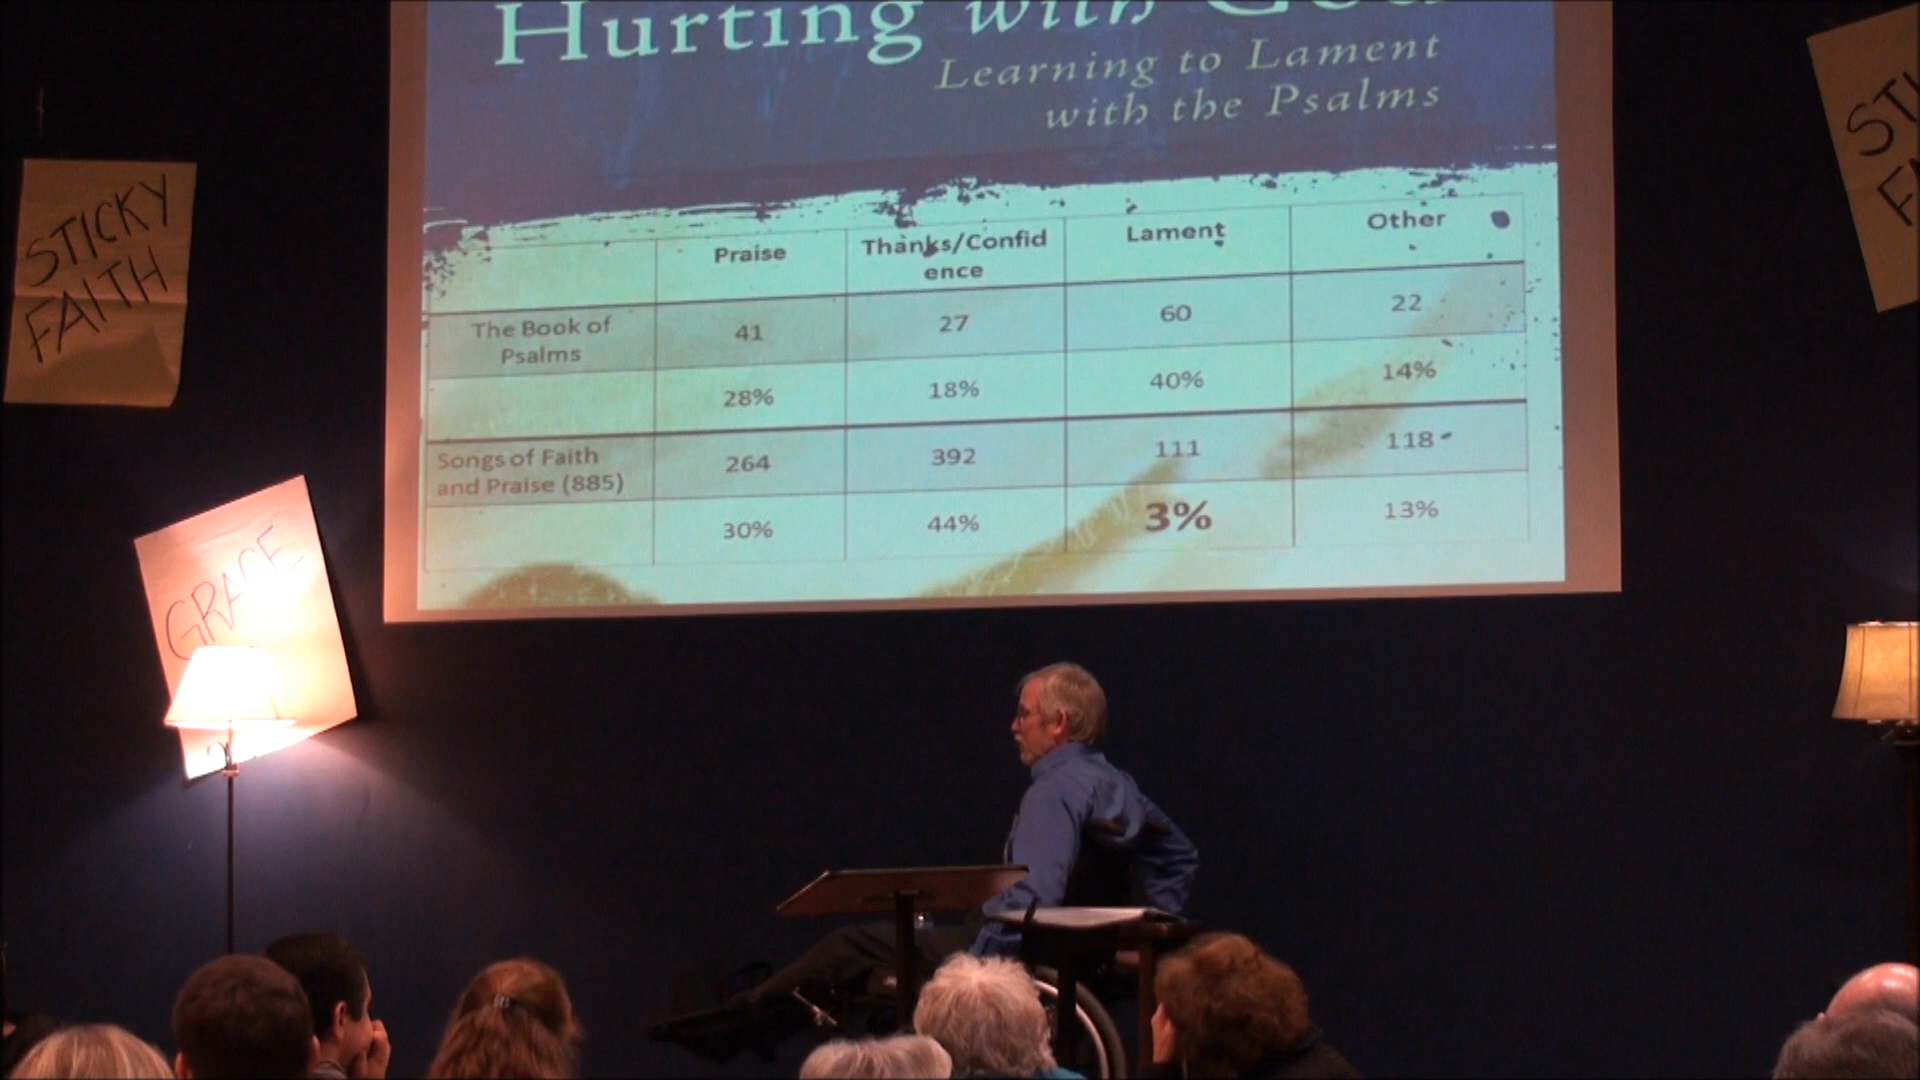 Hurting with God
Learning to Lament
with the Psalms
STICKY
FAITH
Praise
Thanks/Confid
ence
Lament
Other
The Book of
Psalms
41
27
60
22
28%
18%
40%
14%
Songs of Faith
and Praise (885)
264
392
111
118
30%
44%
3%
13%
GRACE